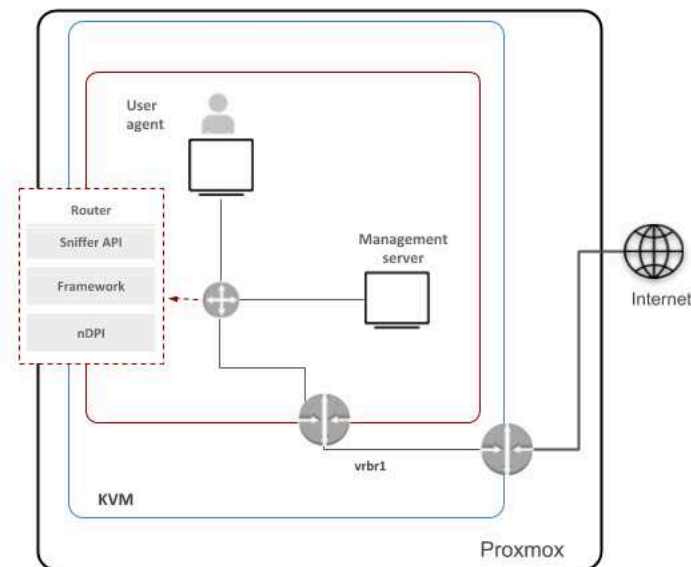 User
agent
Router
Sniffer API
Framework
nDPI
Management
server
Internet
vrbr1
KVM
Proxmox